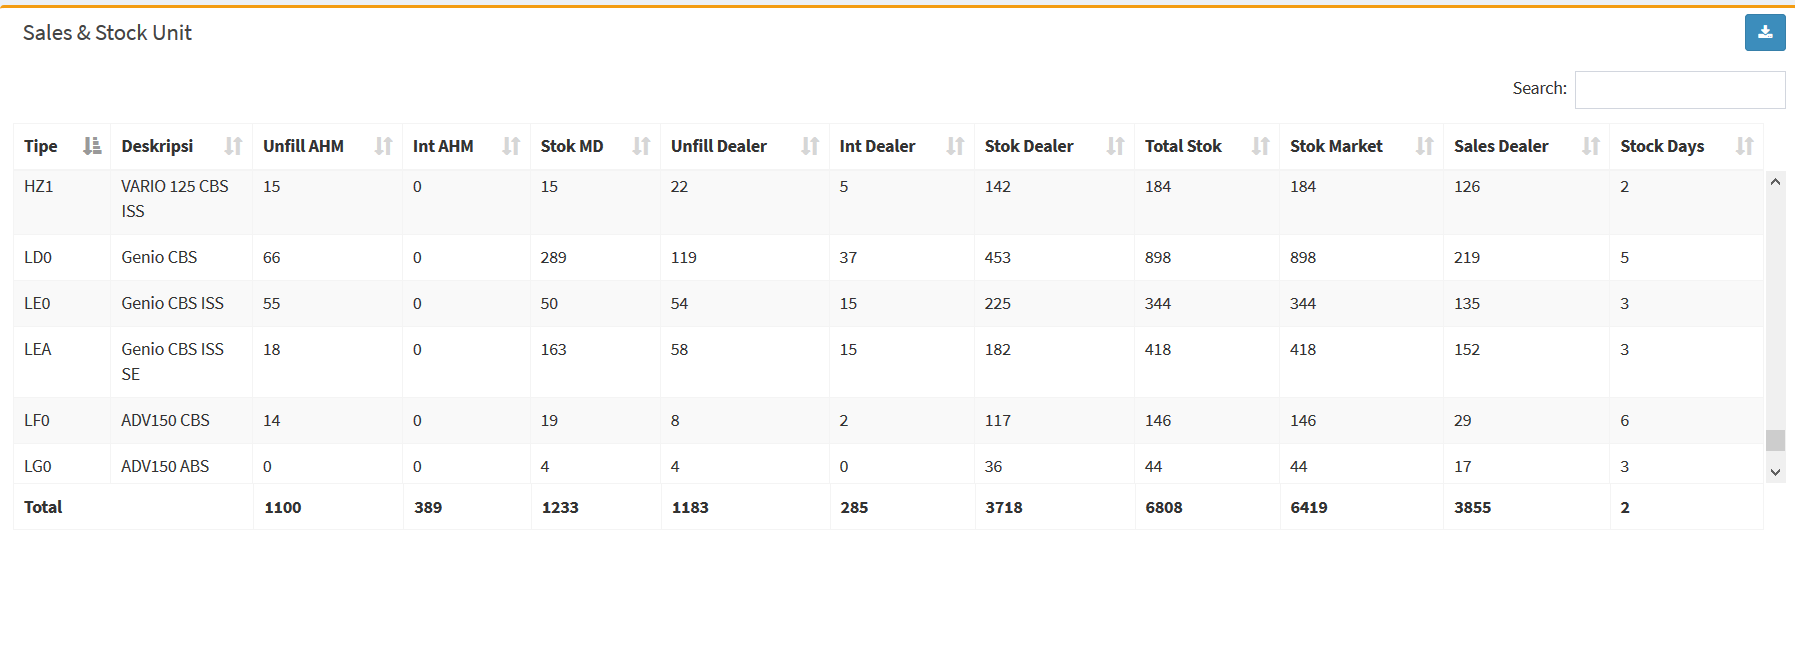 Sales & Stock Unit
Search:
Tipe Deskripsi Unfill AHM Int AHM Stok MD Unfill Dealer Int Dealer Stok Dealer Total Stok Stok Market Sales Dealer Stock Days
HZ1 VARIO 125 CBS 15 0 15 22 5 142 184 184 126 2
ISS
LD0 Genio CBS 66 0 289 119 37 453 898 898 219 5
LE0 Genio CBS ISS 55 0 50 54 15 225 344 344 135 3
LEA Genio CBS ISS 18 0 163 58 15 182 418 418 152 3
SE
LF0 ADV150 CBS 14 0 19 8 2 117 146 146 29 6
LG0 ADV150 ABS 0 0 4 4 0 36 44 44 17 3
Total 1100 389 1233 1183 285 3718 6808 6419 3855 2